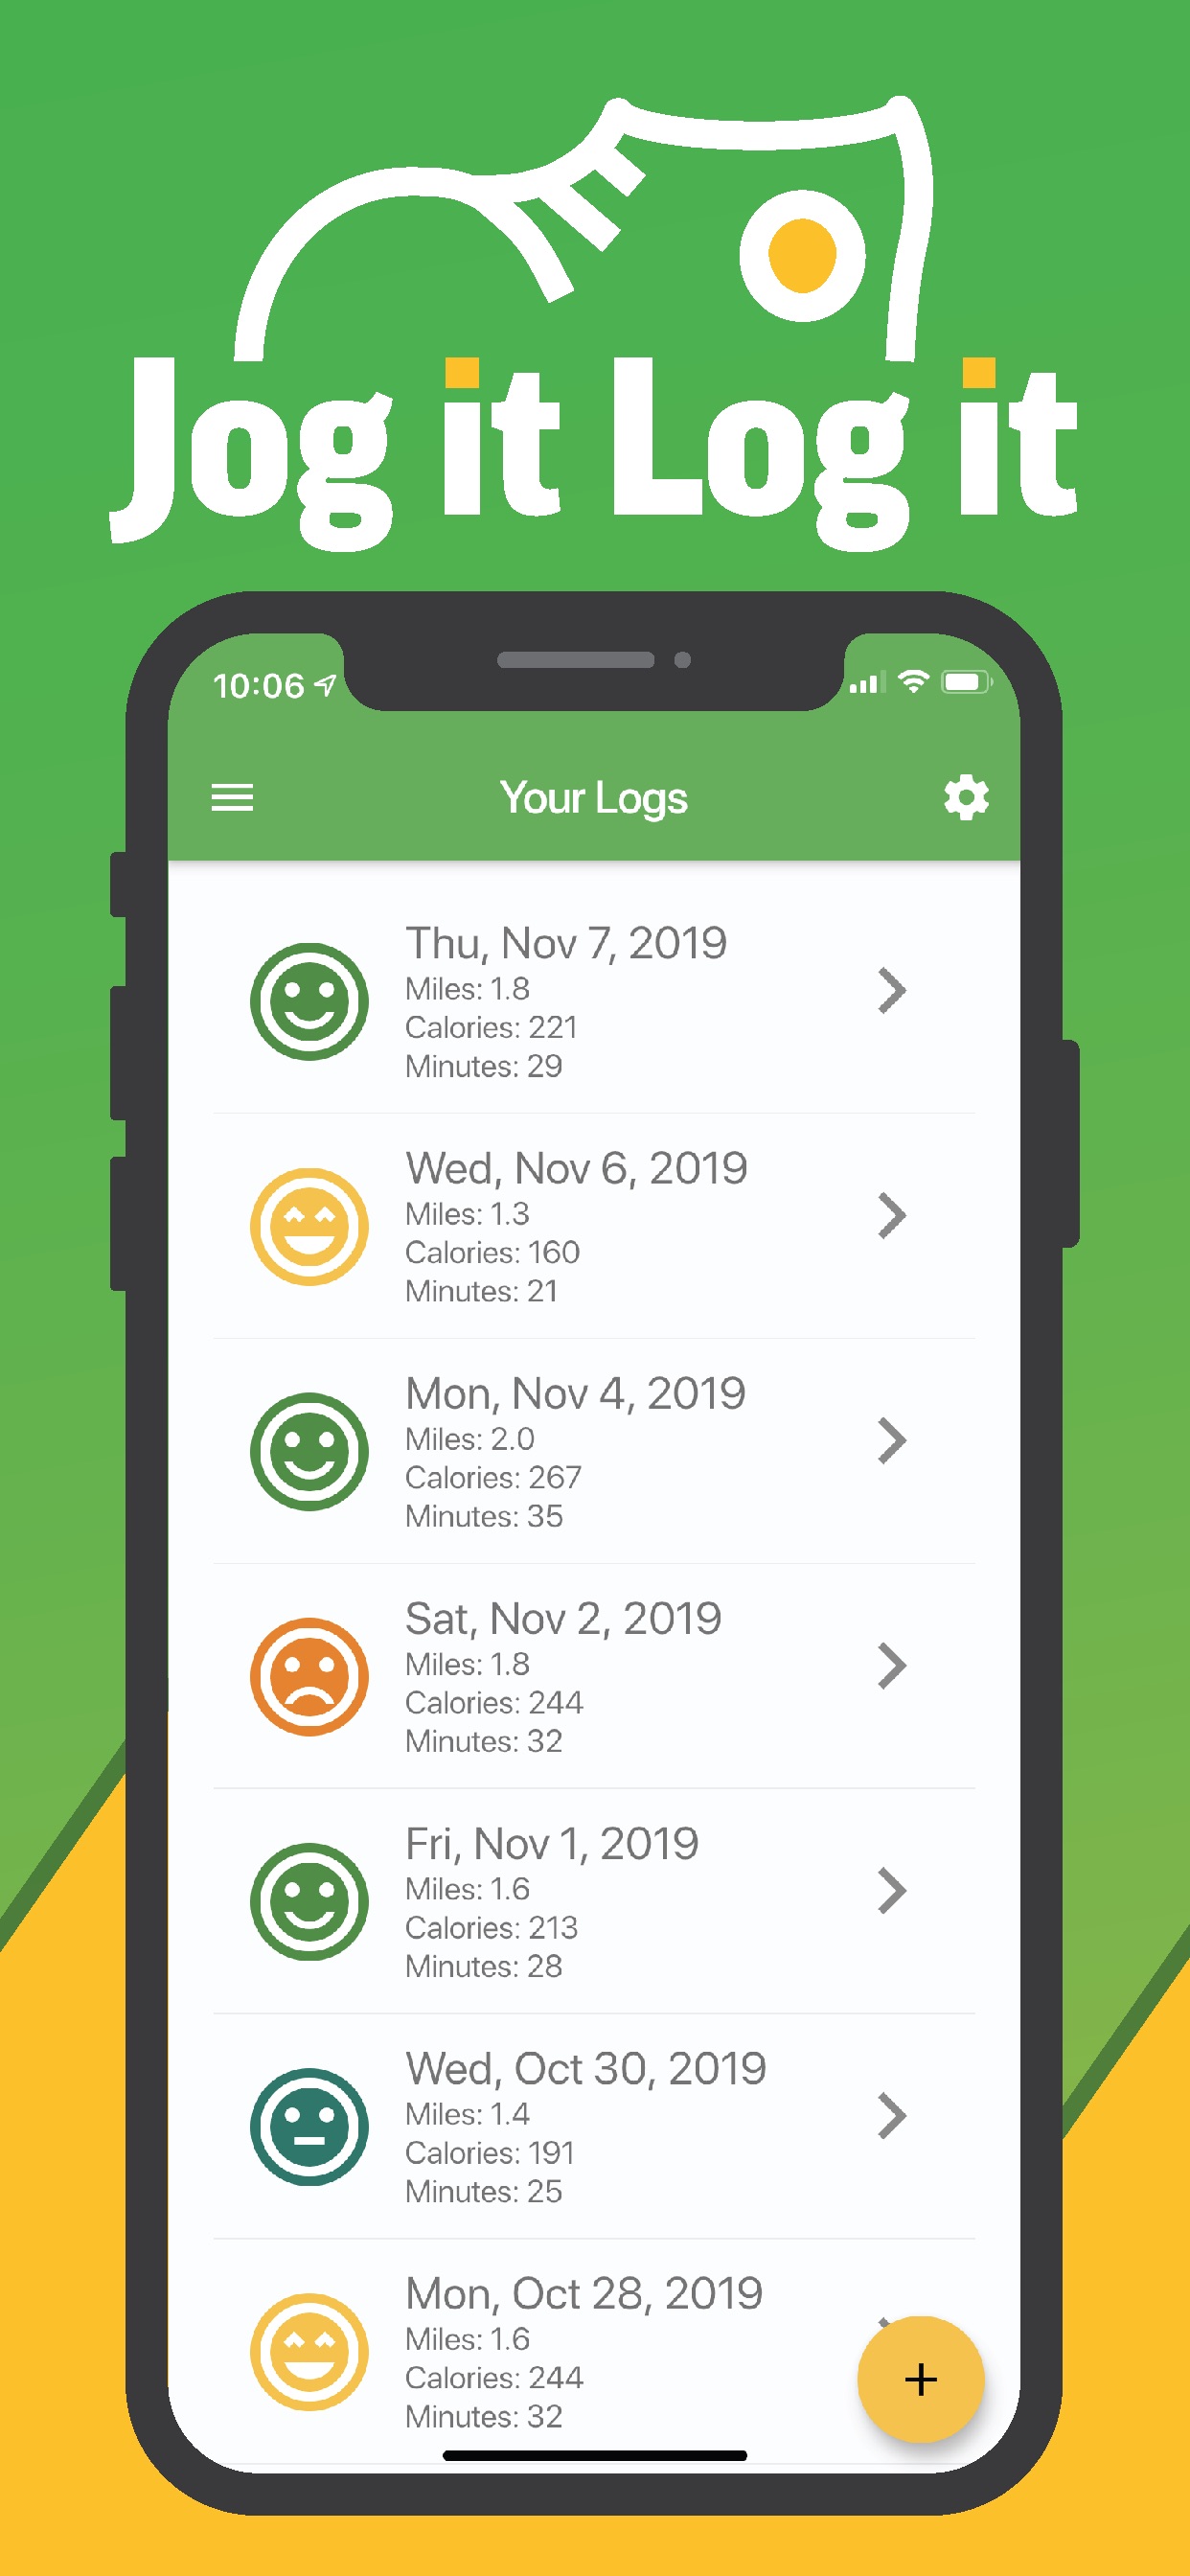 Jog it Log it
10:06
Your Logs
Thu, Nov 7, 2019
Miles: 1.8
Calories: 221
Minutes: 29
Wed, Nov 6, 2019
Miles: 1.3
Calories: 160
Minutes: 21
Mon, Nov 4, 2019
Miles: 2.0
Calories: 267
Minutes: 35
Sat, Nov 2, 2019
Miles: 1.8
Calories: 244
Minutes: 32
Fri, Nov 1, 2019
Miles: 1.6
Calories: 213
Minutes: 28
Wed, Oct 30, 2019
Miles: 1.4
Calories: 191
Minutes: 25
Mon, Oct 28, 2019
Miles: 1.6
Calories: 244
Minutes: 32